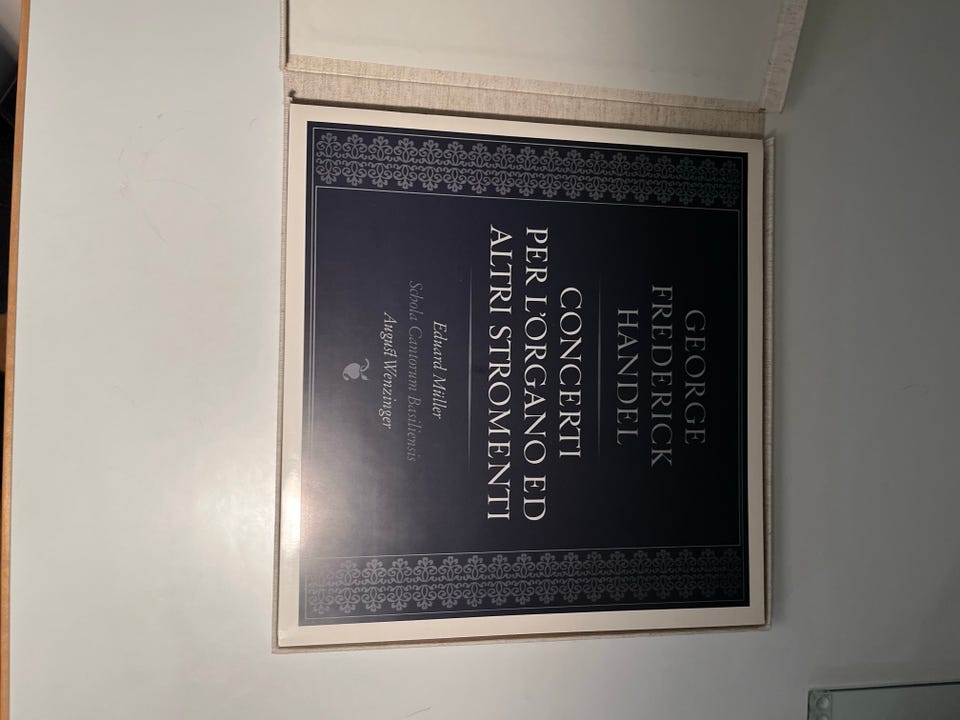 GEORGE
FREDERICK
HANDEL
CONCERTI
PER L'ORGANO ED
ALTRI STROMENTI
Eduard Müller
Schola Cantorum Basiliensis
August Wenzinger